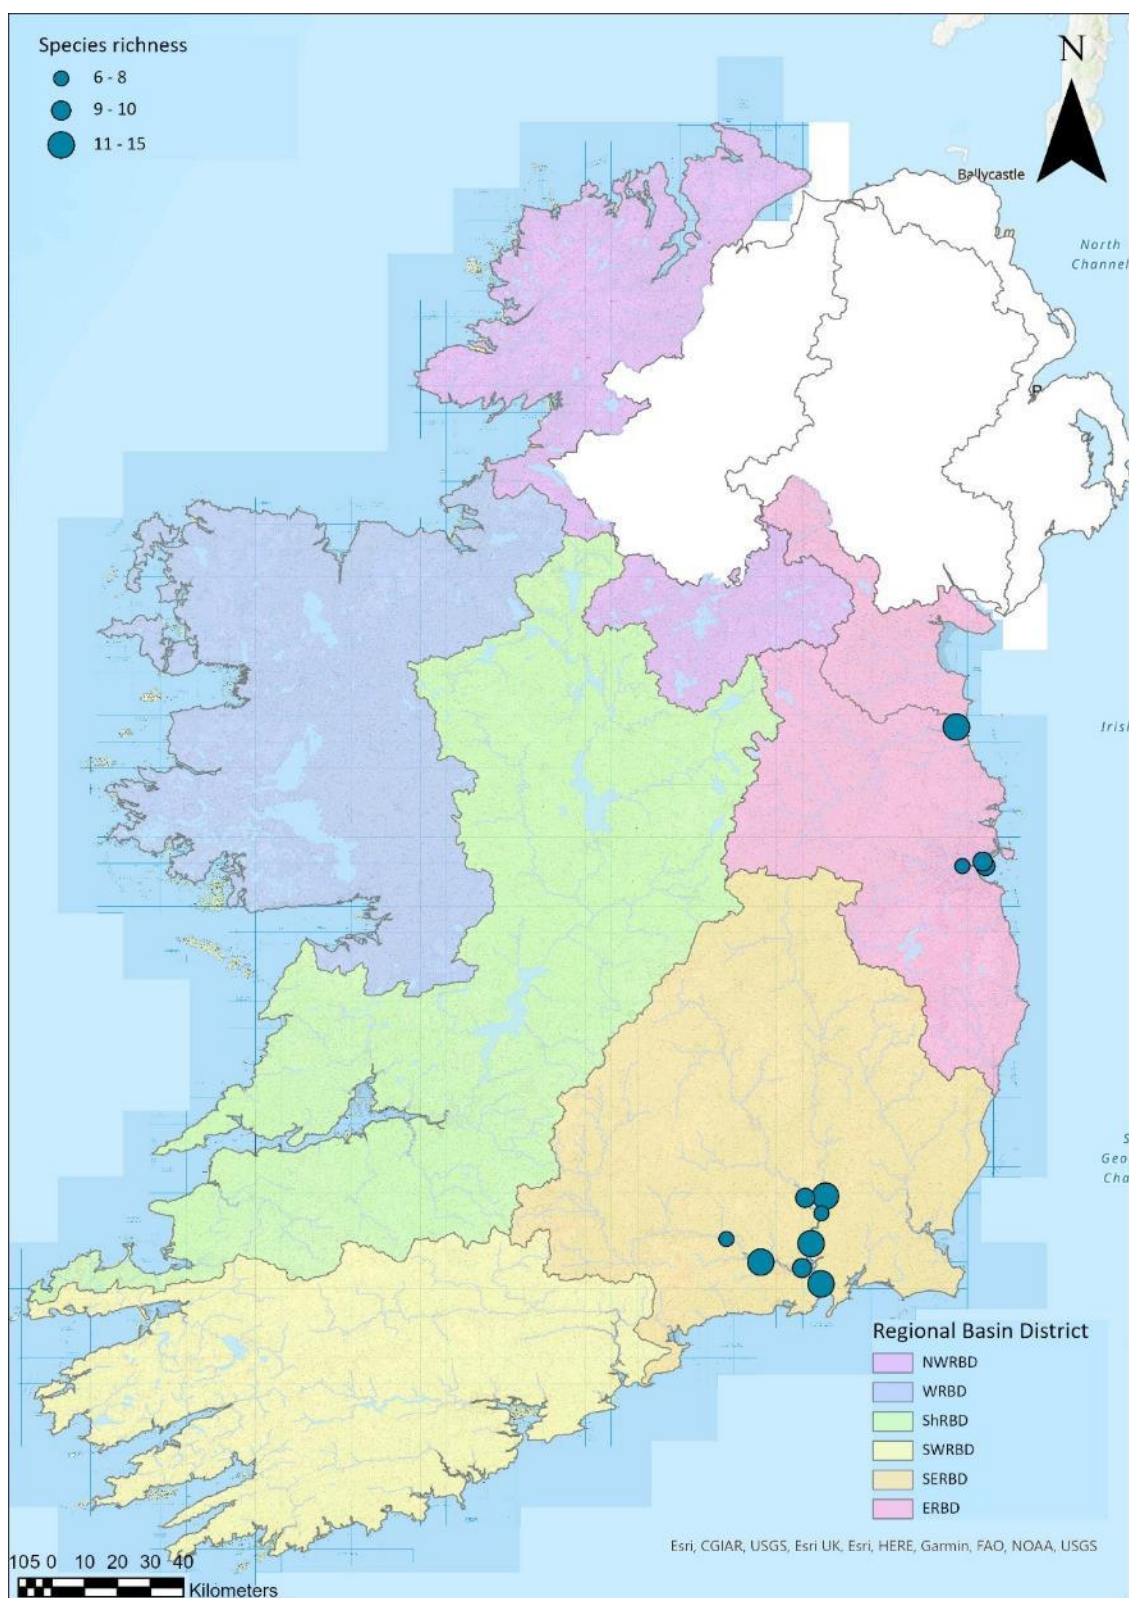 Species richness
6 - 8
9 - 10
11 - 15
N
Ballycastle
North
Channel
Regional Basin District
NWRBD
WRBD
ShRBD
SWRBD
SERBD
ERBD
Esri, CGIAR, USGS, Esri UK, Esri, HERE, Garmin, FAO, NOAA, USGS
105 0 10 20 30 40
Kilometers